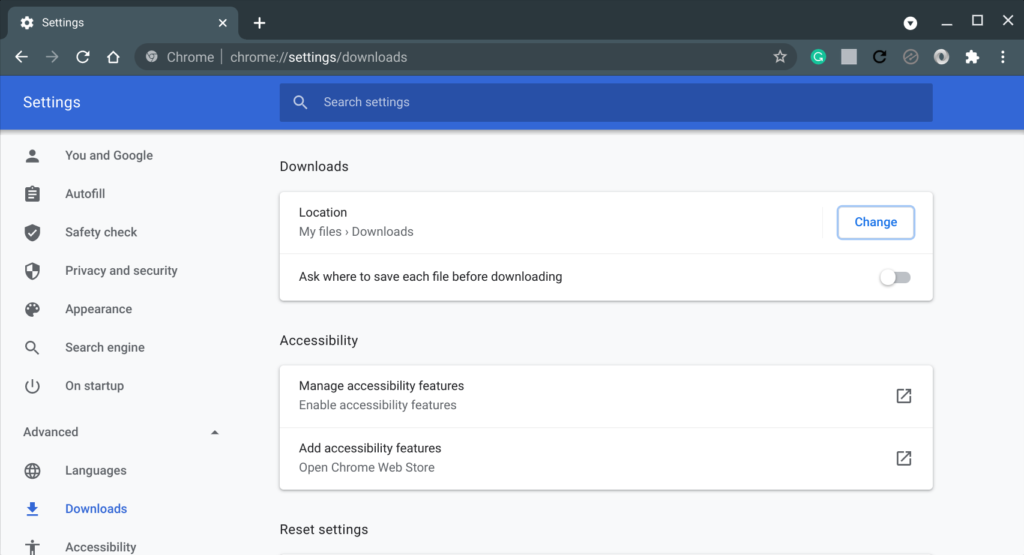 Settings
Chrome | chrome://settings/downloads
Settings
Search settings
You and Google
Autofill
Safety check
Privacy and security
Appearance
Search engine
On startup
Advanced
Languages
Downloads
Accessibility
Downloads
Location
My files › Downloads
Change
Ask where to save each file before downloading
Accessibility
Manage accessibility features
Enable accessibility features
Add accessibility features
Open Chrome Web Store
Reset settings